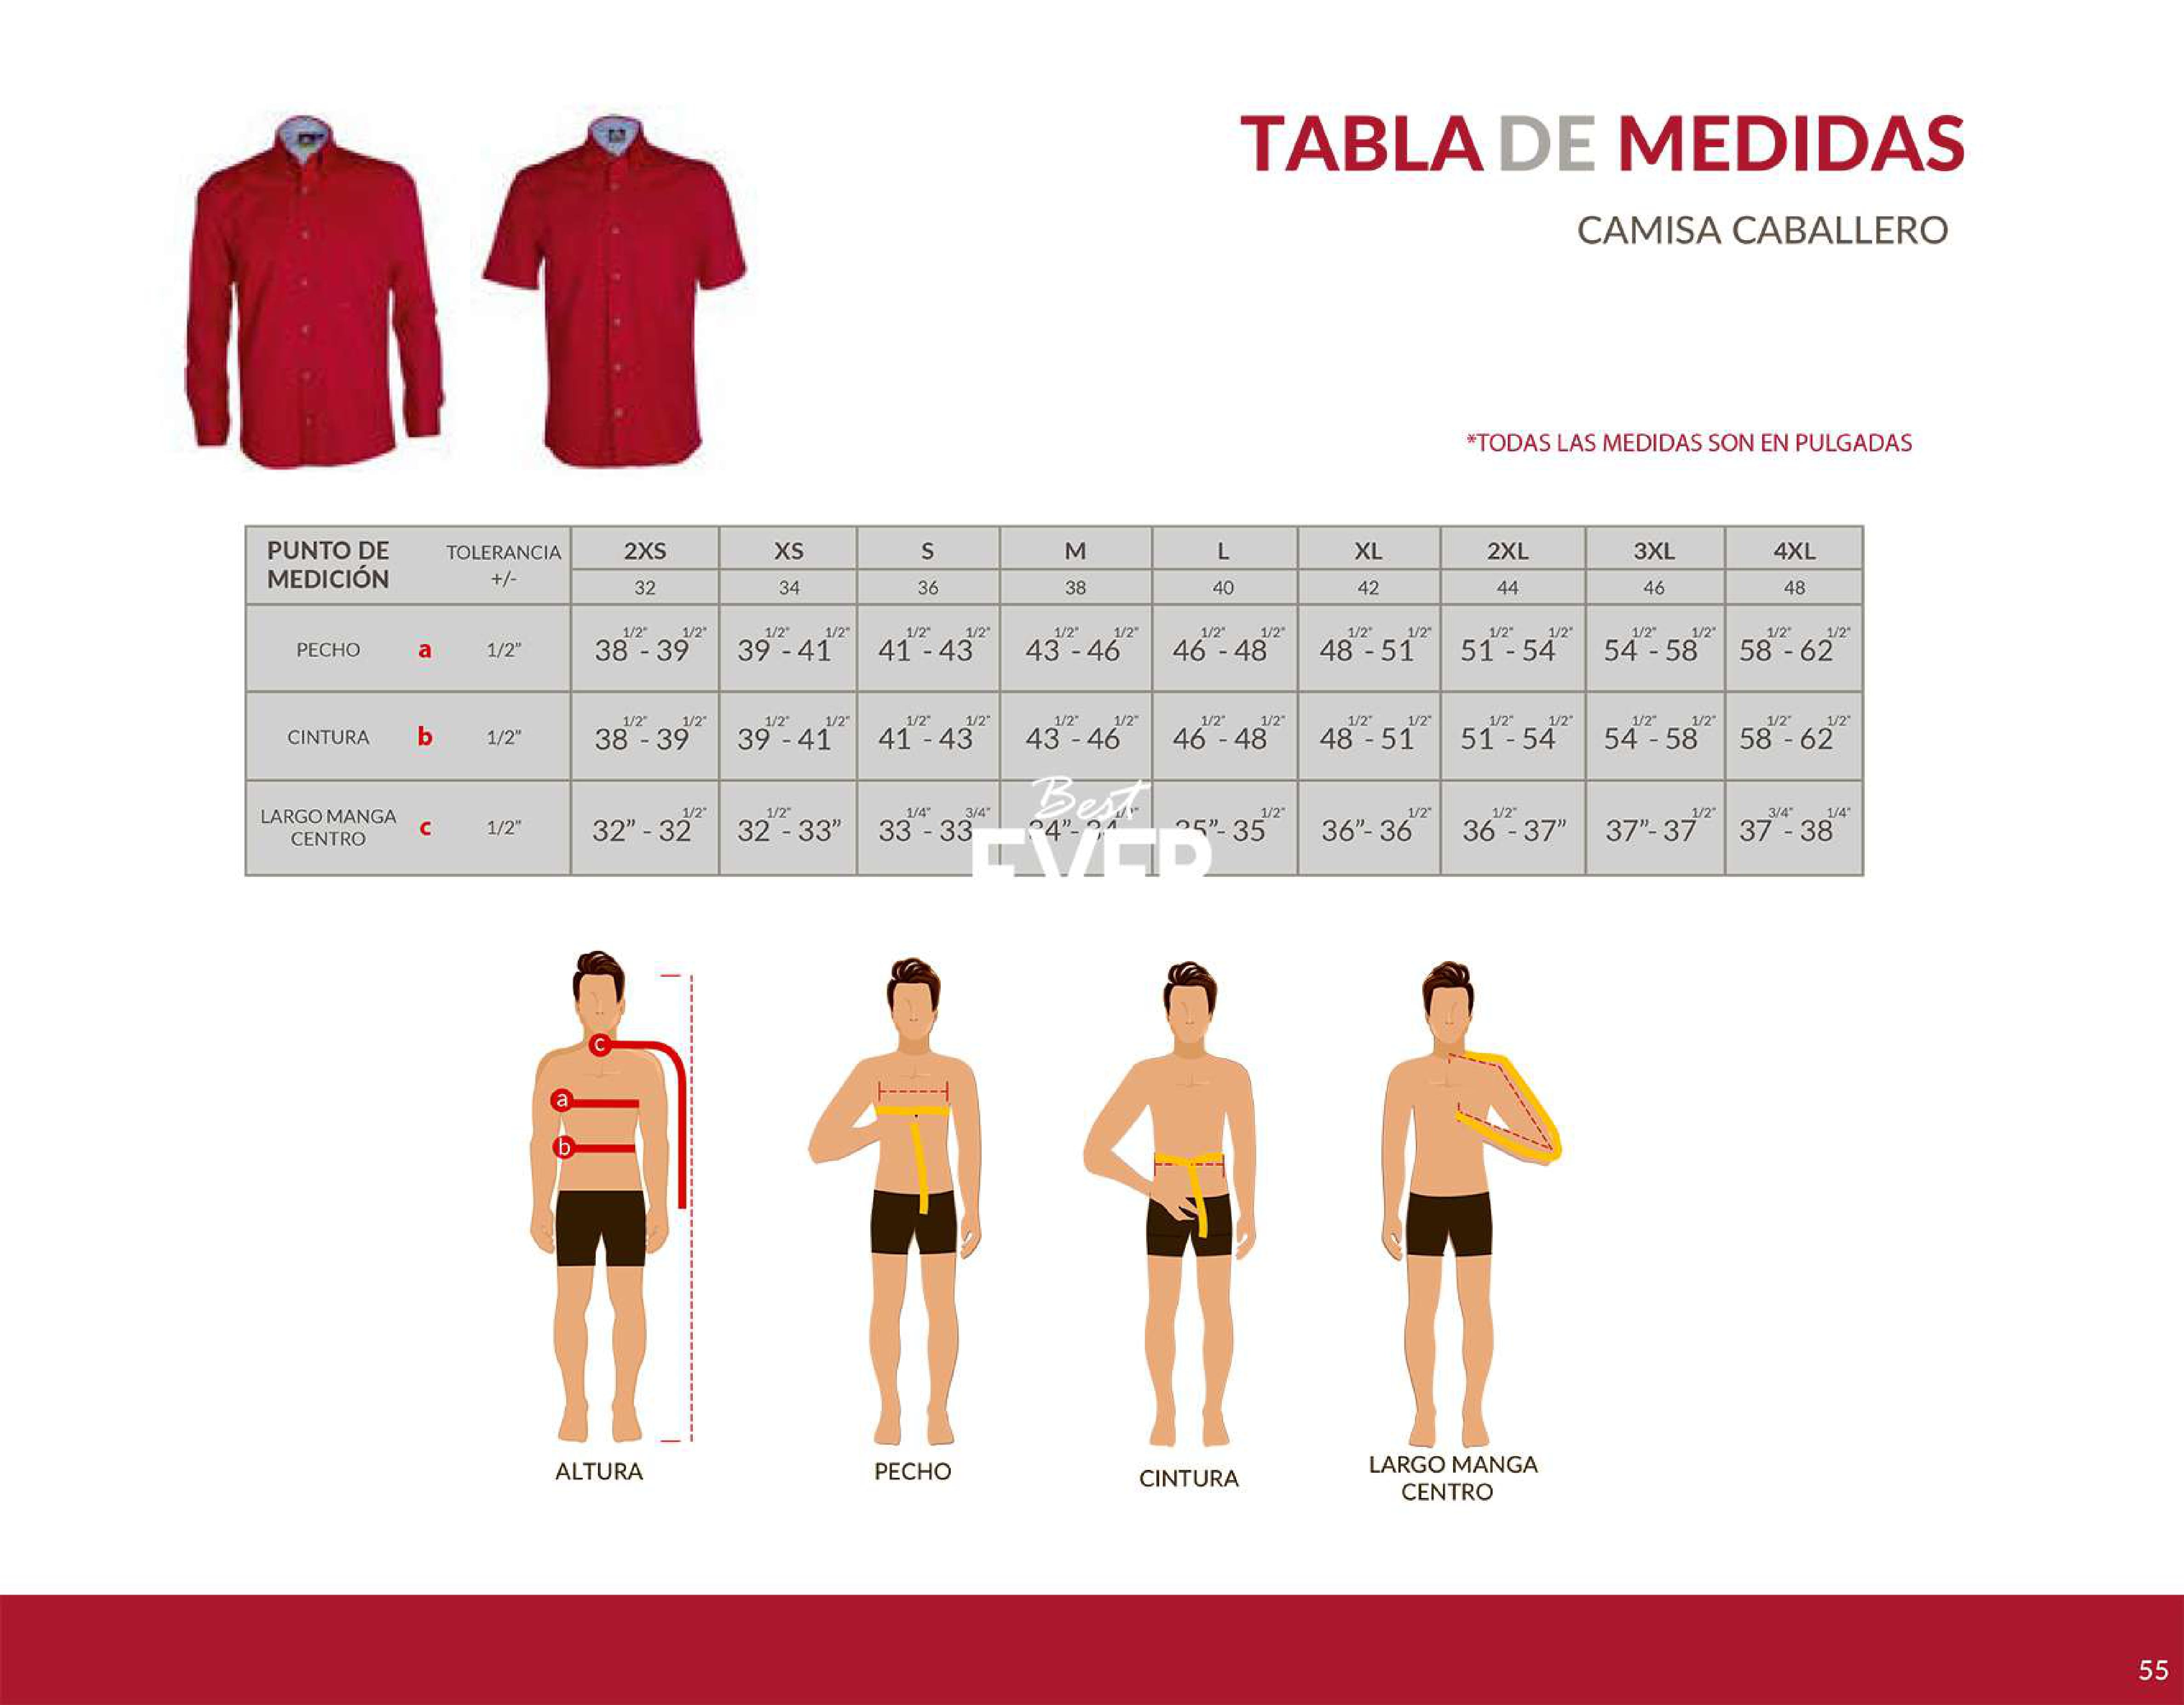 TABLA DE MEDIDAS
CAMISA CABALLERO
*TODAS LAS MEDIDAS SON EN PULGADAS
PUNTO DE MEDICIÓN TOLERANCIA +/- 2XS XS S M L XL 2XL 3XL 4XL
32 34 36 38 40 42 44 46 48
PECHO a 1/2” 38 1/2" - 39 1/2" 39 1/2" - 41 1/2" 41 1/2" - 43 1/2" 43 1/2" - 46 1/2" 46 1/2" - 48 1/2" 48 1/2" - 51 1/2" 51 1/2" - 54 1/2" 54 1/2" - 58 1/2" 58 1/2" - 62 1/2"
CINTURA b 1/2” 38 1/2" - 39 1/2" 39 1/2" - 41 1/2" 41 1/2" - 43 1/2" 43 1/2" - 46 1/2" 46 1/2" - 48 1/2" 48 1/2" - 51 1/2" 51 1/2" - 54 1/2" 54 1/2" - 58 1/2" 58 1/2" - 62 1/2"
LARGO MANGA CENTRO c 1/2” 32” - 32 1/2" 32 1/2" - 33” 33 1/4" - 33 3/4" 34”- 34 1/2" 35”- 35 1/2" 36”- 36 1/2" 36 1/2" - 37” 37”- 37 1/2" 37 3/4" - 38 1/4"
Best
EVER
c
a
b
ALTURA
PECHO
CINTURA
LARGO MANGA
CENTRO
55